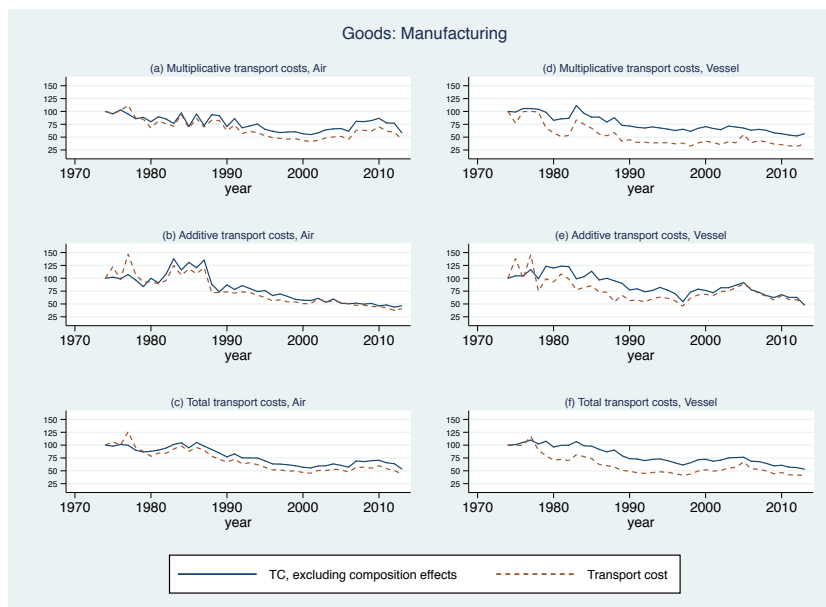 Goods: Manufacturing
(a) Multiplicative transport costs, Air
150
125
100
75
50
25
1970 1980 1990 2000 2010
year
(d) Multiplicative transport costs, Vessel
150
125
100
75
50
25
1970 1980 1990 2000 2010
year
(b) Additive transport costs, Air
150
125
100
75
50
25
1970 1980 1990 2000 2010
year
(e) Additive transport costs, Vessel
150
125
100
75
50
25
1970 1980 1990 2000 2010
year
(c) Total transport costs, Air
150
125
100
75
50
25
1970 1980 1990 2000 2010
year
(f) Total transport costs, Vessel
150
125
100
75
50
25
1970 1980 1990 2000 2010
year
TC, excluding composition effects Transport cost